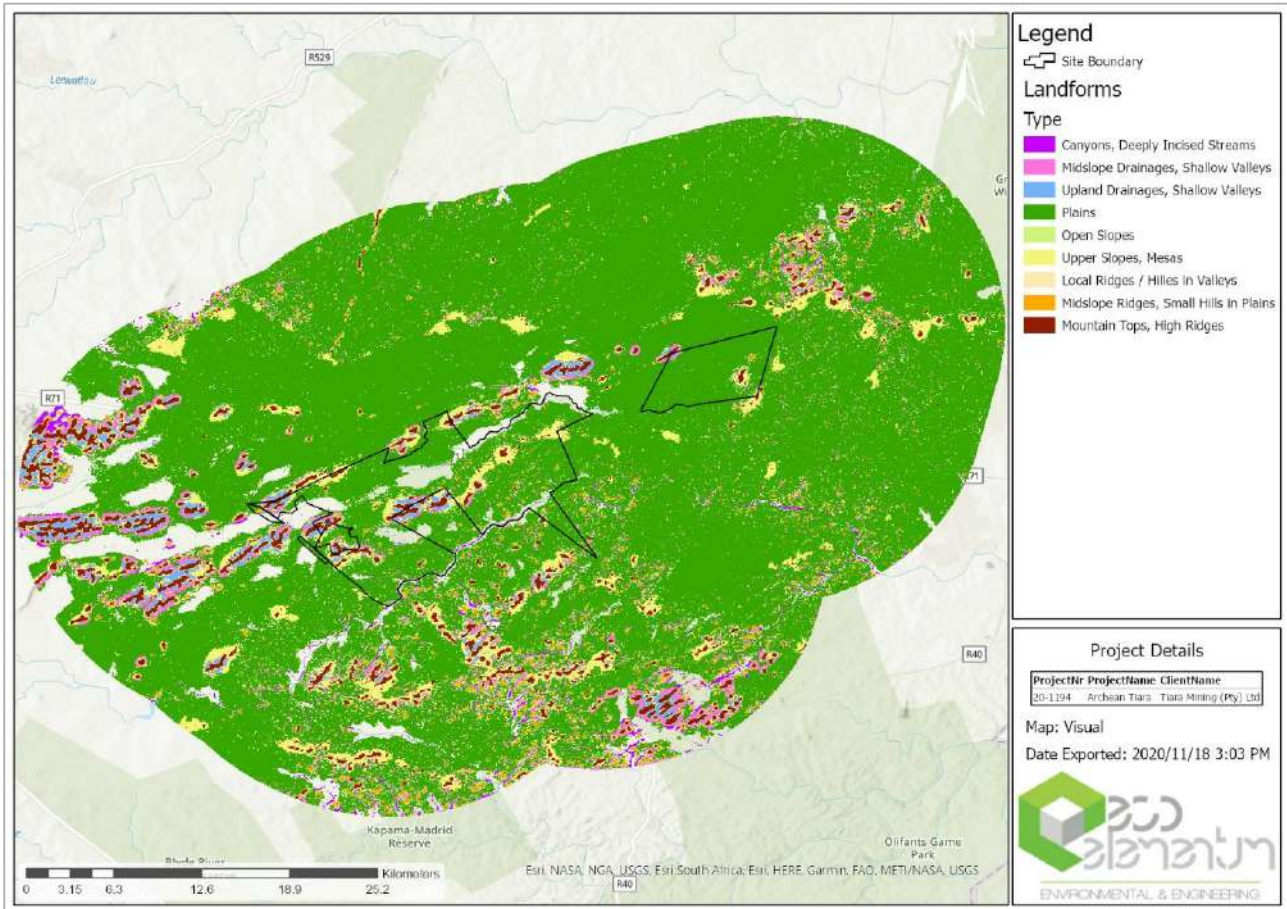 R529
N
R71
R40
Kapama-Madrid
Reserve
Olifants Game
Park
R40
Kilometers
0 3.15 6.3 12.6 18.9 25.2
Esri, NASA, NGA, USGS, Esri South Africa, Esri, HERE, Garmin, FAO, METI/NASA, USGS
Legend
Site Boundary
Landforms
Type
Canyons, Deeply Incised Streams
Midslope Drainages, Shallow Valleys
Upland Drainages, Shallow Valleys
Plains
Open Slopes
Upper Slopes, Mesas
Local Ridges / Hilles in Valleys
Midslope Ridges, Small Hills in Plains
Mountain Tops, High Ridges
Project Details
ProjectNr ProjectName ClientName
20-1194 Archean Tiara Tiara Mining (Pty) Ltd
Map: Visual
Date Exported: 2020/11/18 3:03 PM
eco
elementum
ENVIRONMENTAL & ENGINEERING